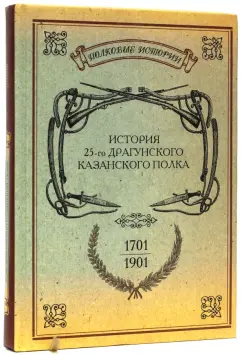 ПОЛКОВЫЕ ИСТОРИИ
ИСТОРИЯ
25-го ДРАГУНСКОГО
КАЗАНСКОГО ПОЛКА
1701
1901